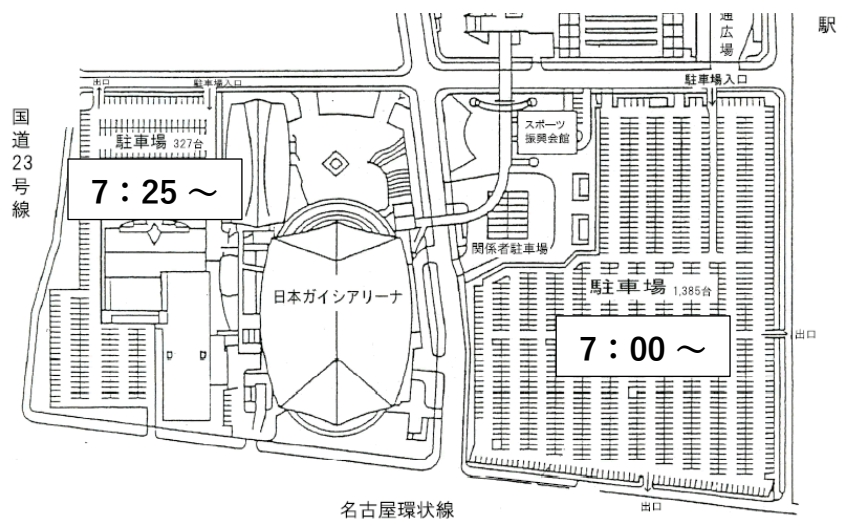 通広場
駅
出口
駐車場入口
駐車場入口
国道23号線
駐車場 327台
スポーツ
振興会館
7:25 ～
関係者駐車場
日本ガイシアリーナ
駐車場 1,385台
7:00 ～
出口
名古屋環状線
出口